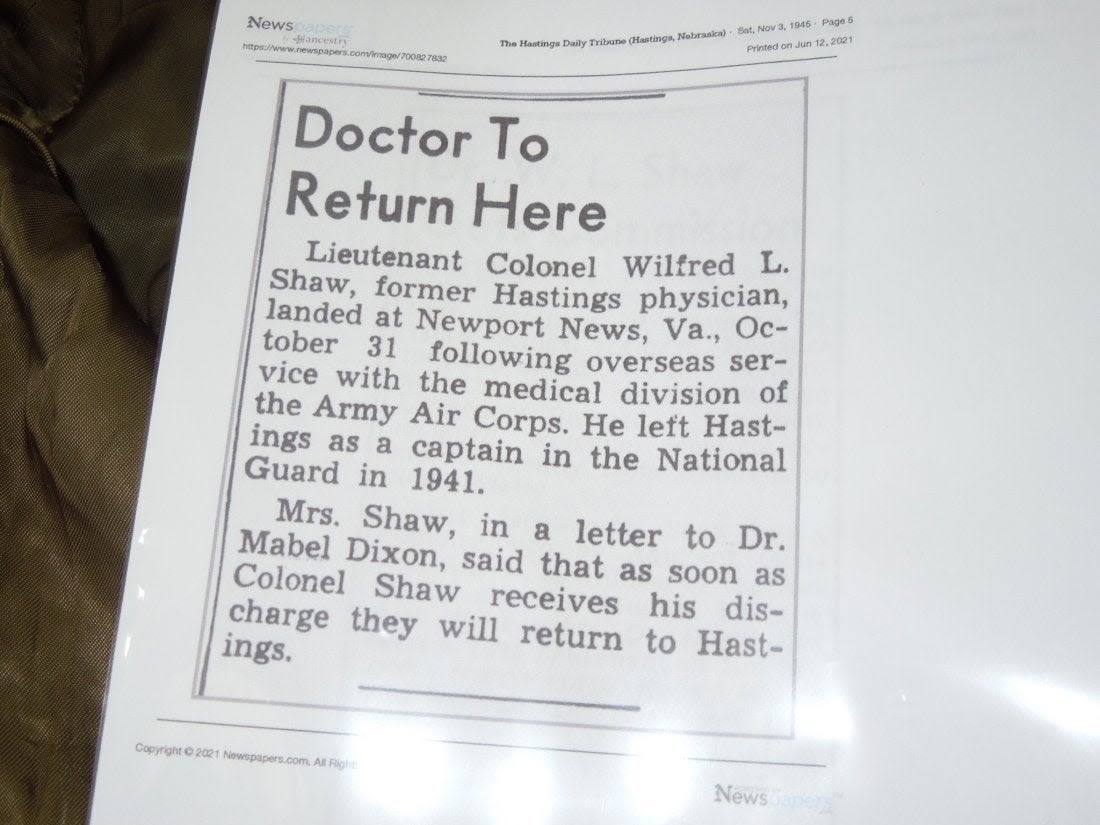 Newspapers
by ancestry
https://www.newspapers.com/image/700827832
The Hastings Daily Tribune (Hastings, Nebraska) · Sat, Nov 3, 1945 · Page 5
Printed on Jun 12, 2021
Doctor To
Return Here
Lieutenant Colonel Wilfred L.
Shaw, former Hastings physician,
landed at Newport News, Va., Oc-
tober 31 following overseas ser-
vice with the medical division of
the Army Air Corps. He left Hast-
ings as a captain in the National
Guard in 1941.
Mrs. Shaw, in a letter to Dr.
Mabel Dixon, said that as soon as
Colonel Shaw receives his dis-
charge they will return to Hast-
ings.
Copyright © 2021 Newspapers.com. All Right
Newspapers